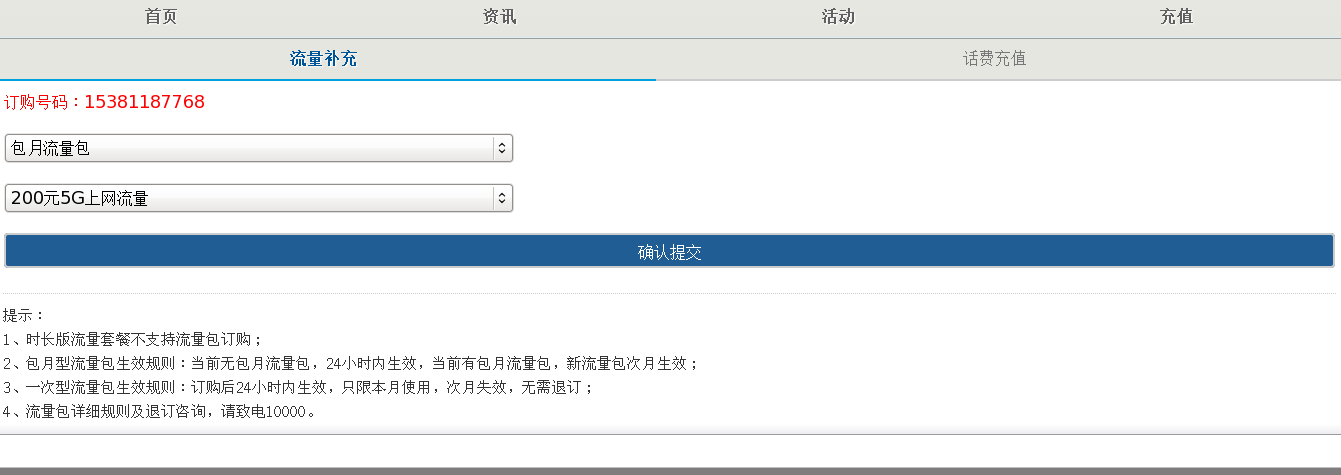 首页 资讯 活动 充值
流量补充 话费充值
订购号码：15381187768
包月流量包
200元5G上网流量
确认提交
提示：
1、时长版流量套餐不支持流量包订购；
2、包月型流量包生效规则：当前无包月流量包，24小时内生效，当前有包月流量包，新流量包次月生效；
3、一次型流量包生效规则：订购后24小时内生效，只限本月使用，次月失效，无需退订；
4、流量包详细规则及退订咨询，请致电10000。